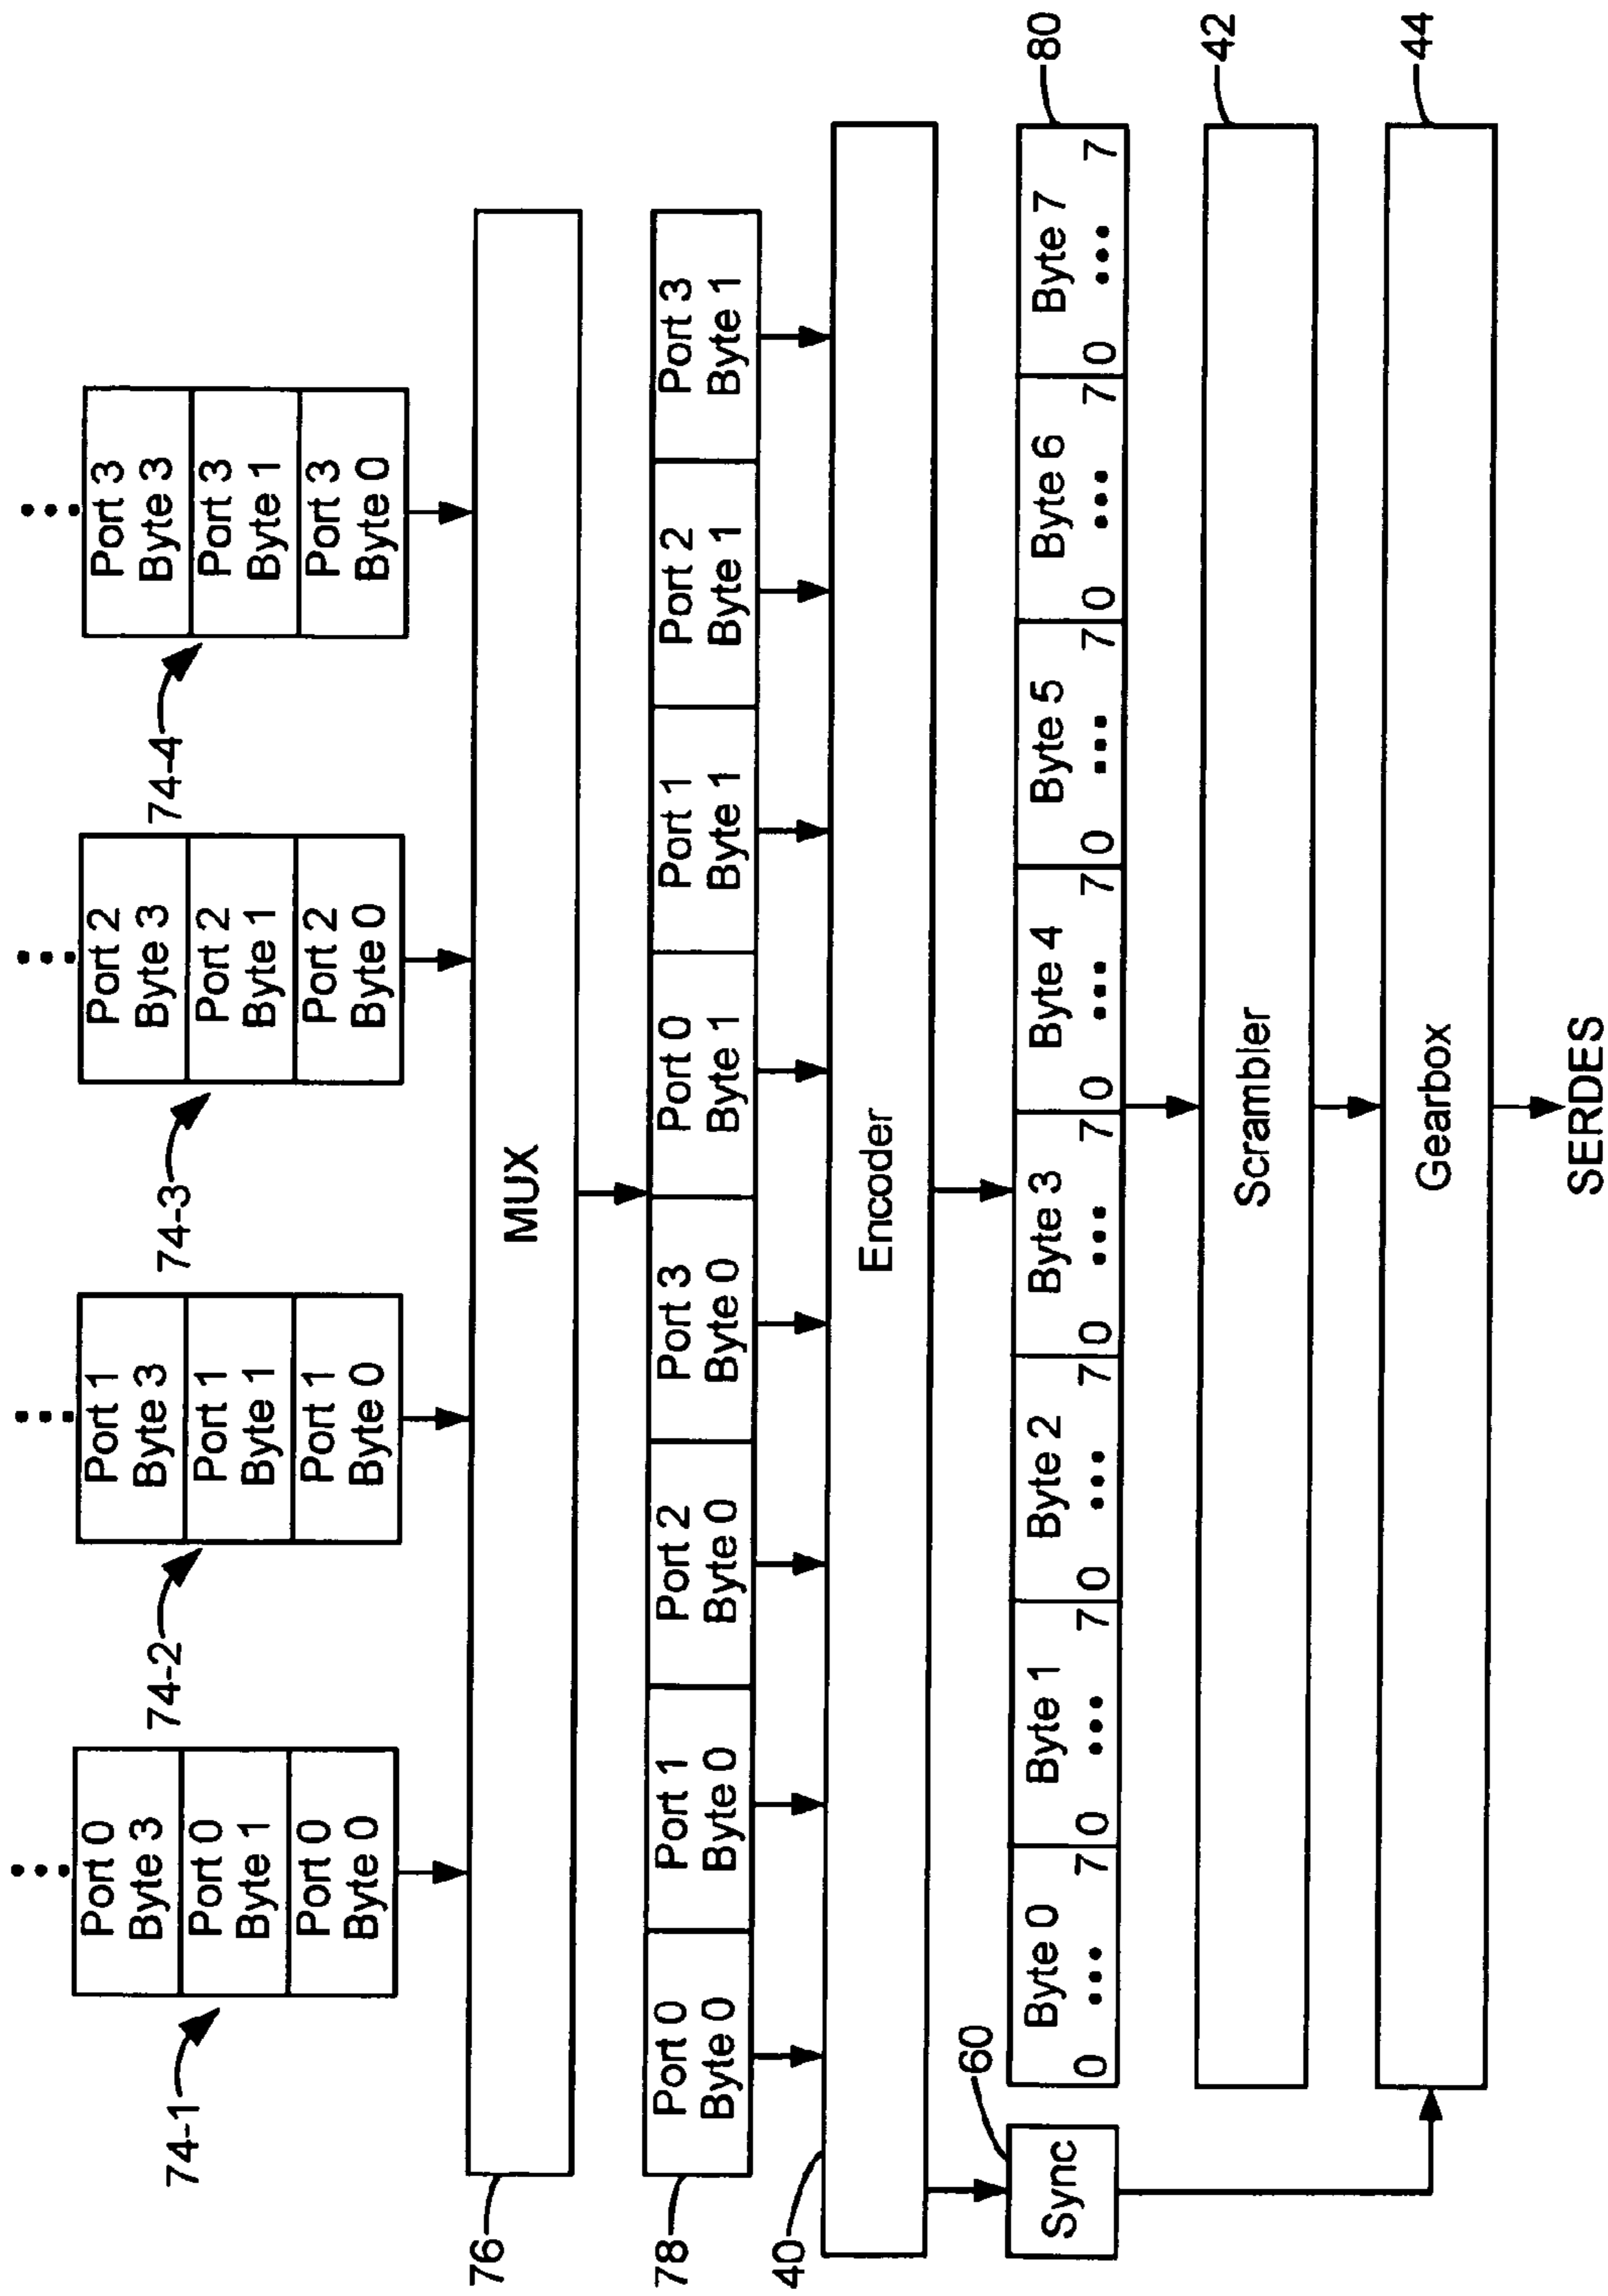 74-1
74-2
74-3
74-4
Port 0
Byte 3
Port 0
Byte 1
Port 0
Byte 0
Port 1
Byte 3
Port 1
Byte 1
Port 1
Byte 0
Port 2
Byte 3
Port 2
Byte 1
Port 2
Byte 0
Port 3
Byte 3
Port 3
Byte 1
Port 3
Byte 0
76
MUX
78
Port 0
Byte 0
Port 1
Byte 0
Port 2
Byte 0
Port 3
Byte 0
Port 0
Byte 1
Port 1
Byte 1
Port 2
Byte 1
Port 3
Byte 1
40
Encoder
60
Sync
80
Byte 0
0 ••• 7
Byte 1
0 ••• 7
Byte 2
0 ••• 7
Byte 3
0 ••• 7
Byte 4
0 ••• 7
Byte 5
0 ••• 7
Byte 6
0 ••• 7
Byte 7
0 ••• 7
Scrambler
42
Gearbox
44
SERDES